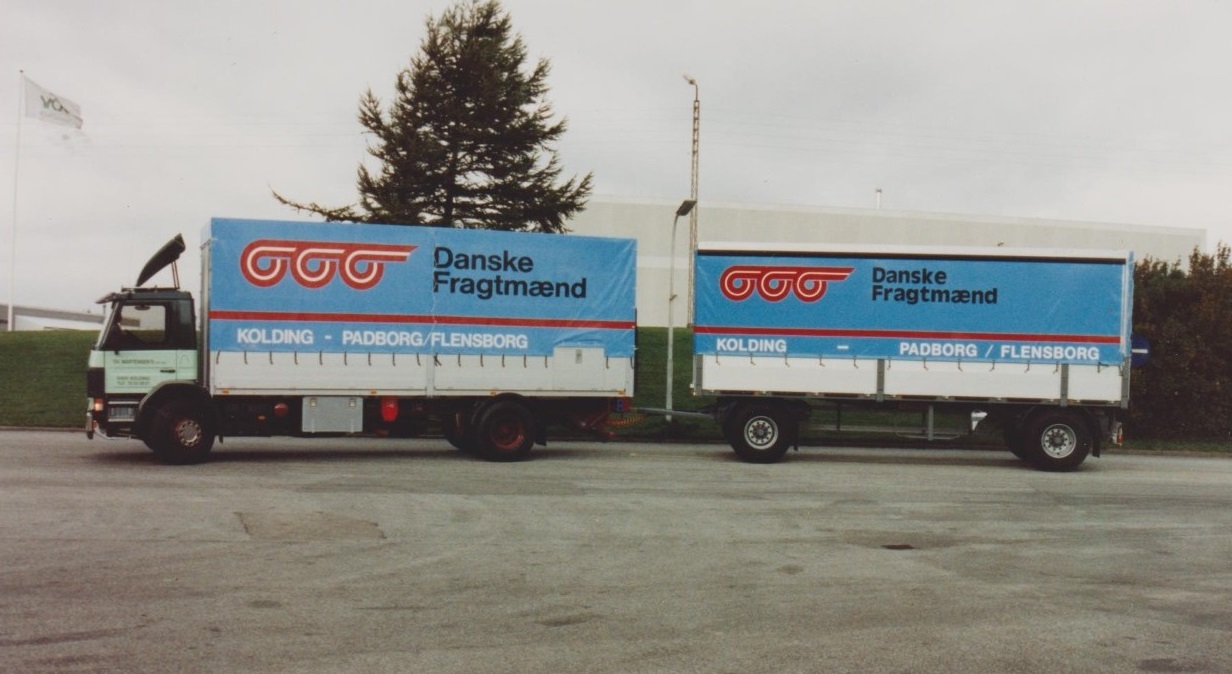 Danske
Fragtmænd
KOLDING - PADBORG/FLENSBORG
Danske
Fragtmænd
KOLDING - PADBORG / FLENSBORG